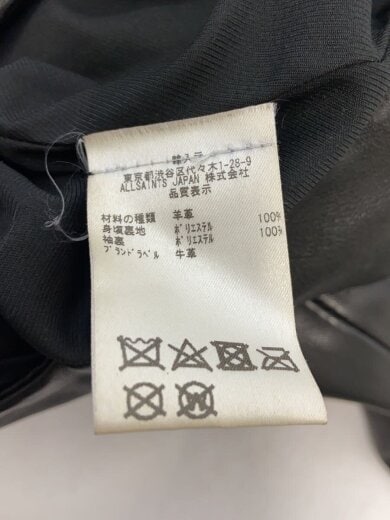 輸入元
東京都渋谷区代々木1-28-9
ALLSAINTS JAPAN 株式会社
品質表示
材料の種類 羊革
身頃裏地 ポリエステル 100%
袖裏 ポリエステル 100%
ブランドラベル 牛革